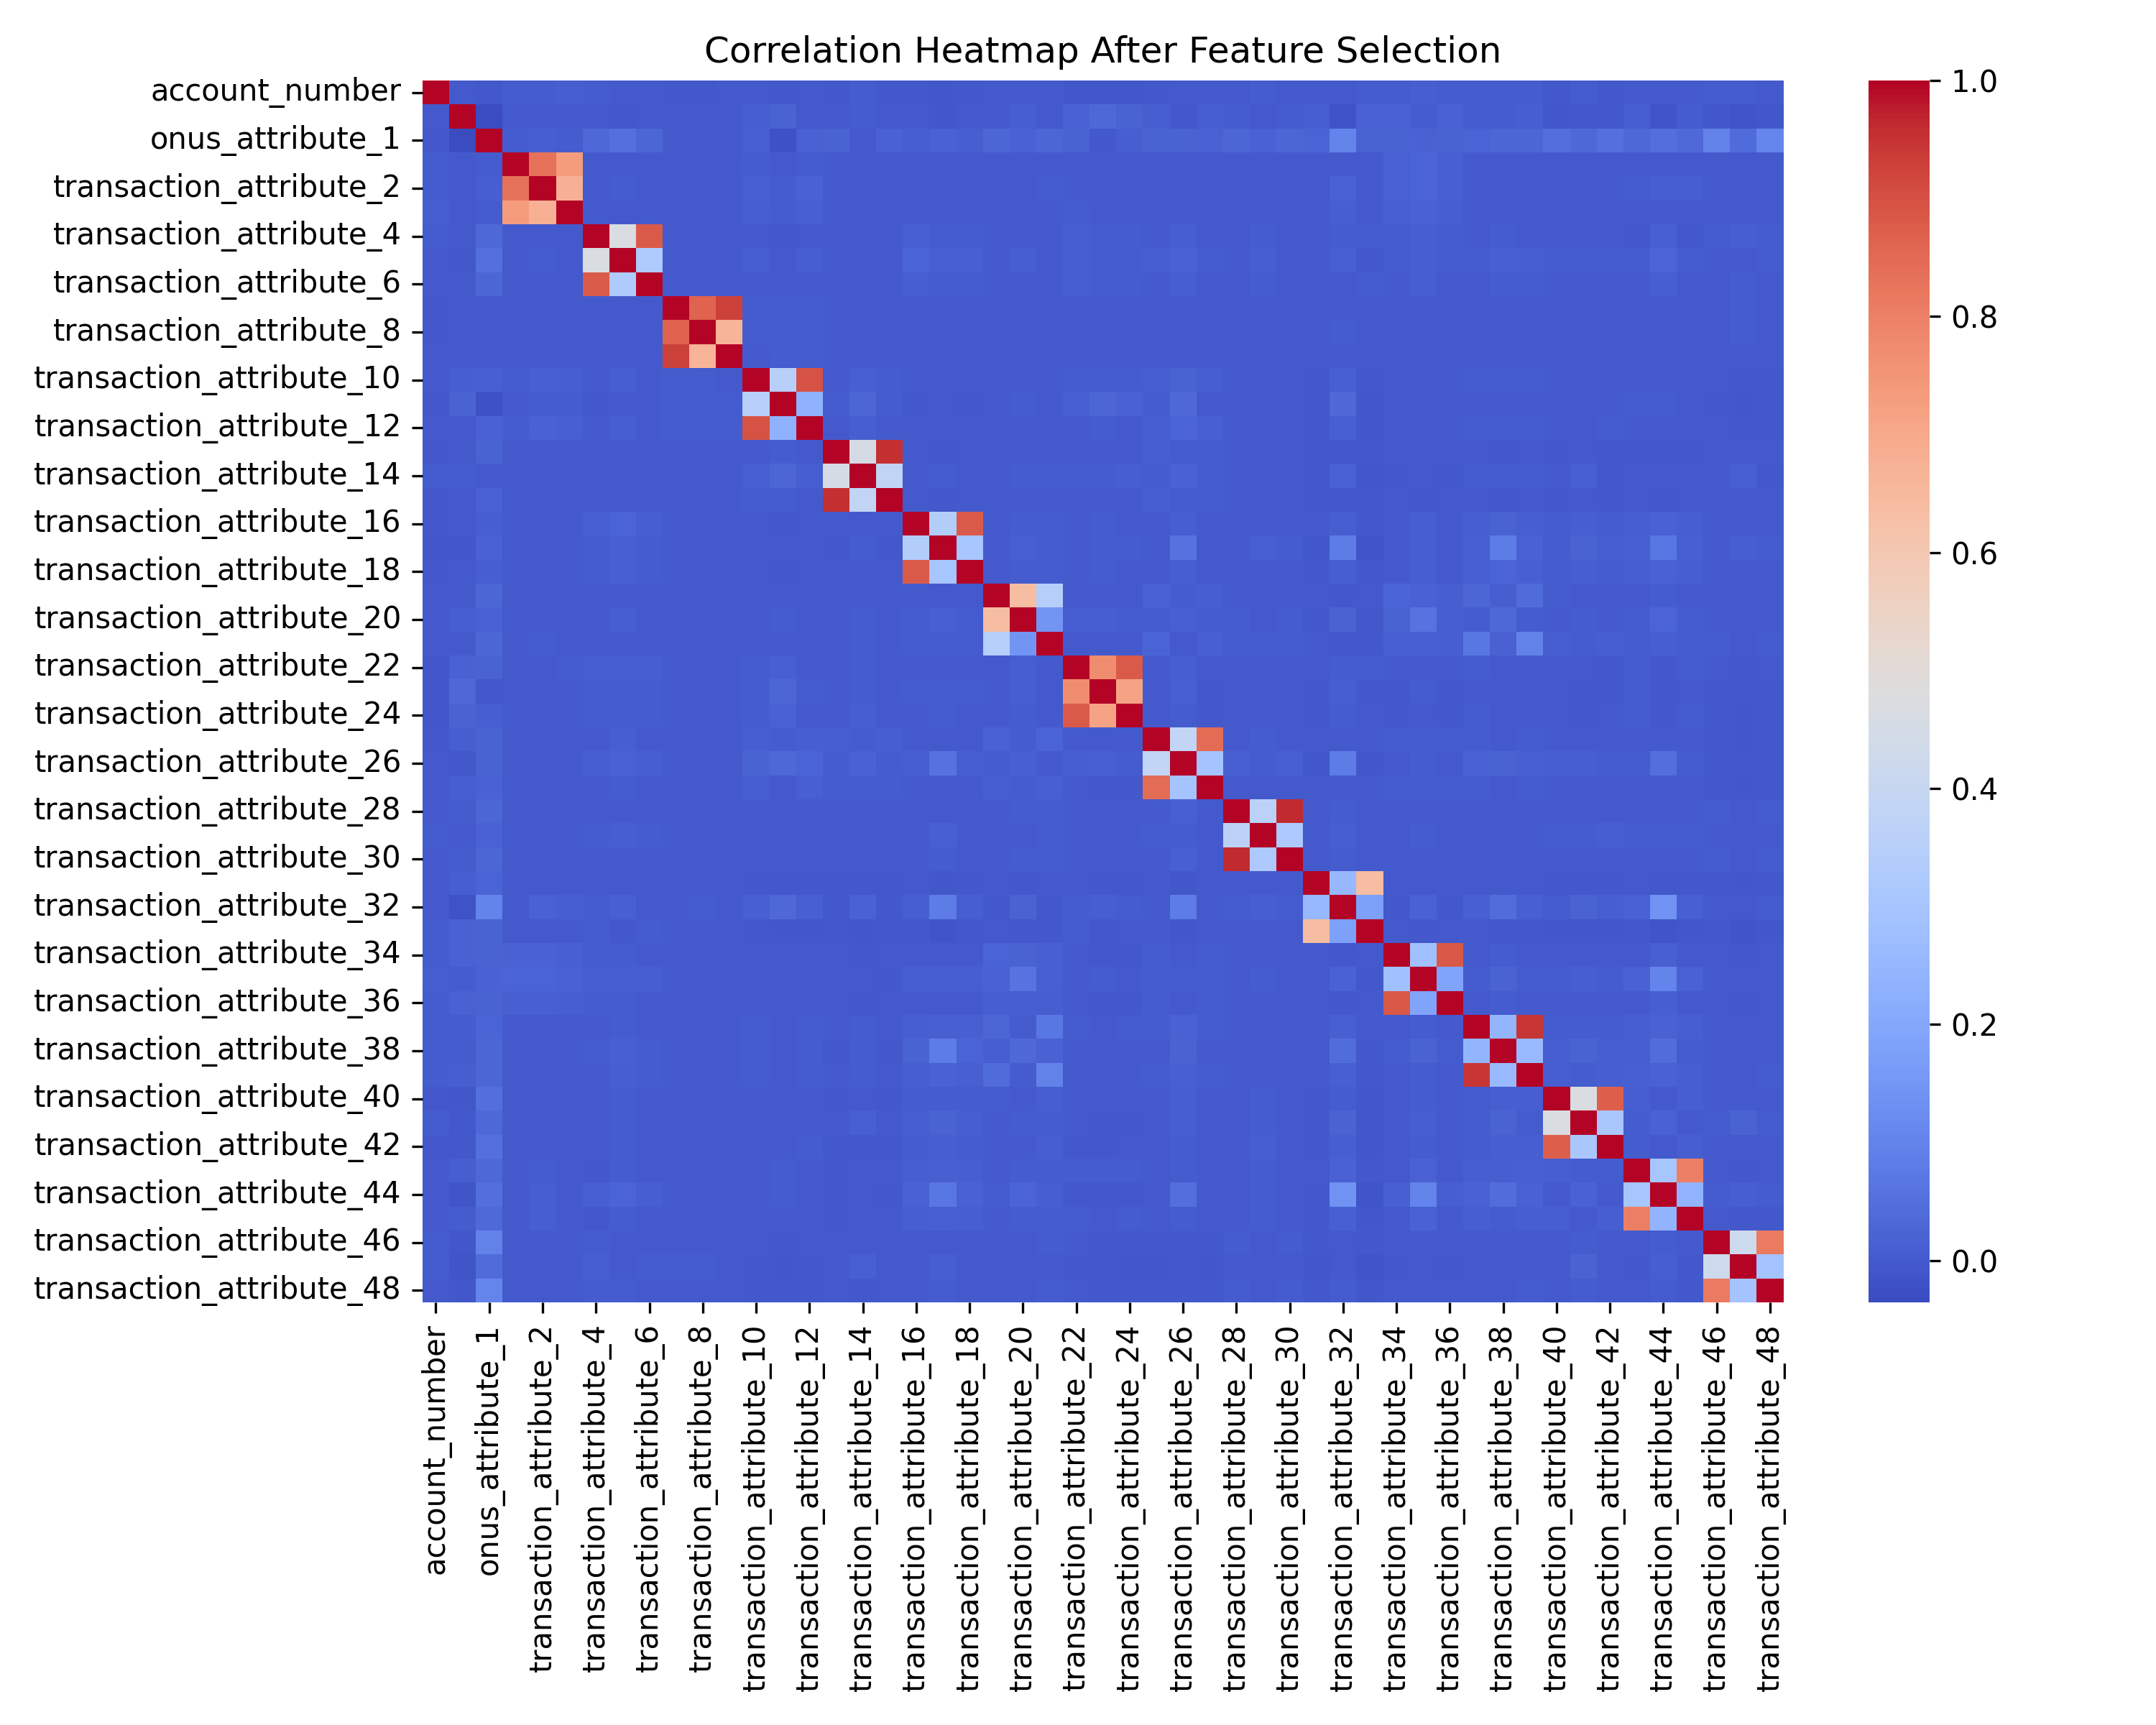 Correlation Heatmap After Feature Selection
account_number
onus_attribute_1
transaction_attribute_2
transaction_attribute_4
transaction_attribute_6
transaction_attribute_8
transaction_attribute_10
transaction_attribute_12
transaction_attribute_14
transaction_attribute_16
transaction_attribute_18
transaction_attribute_20
transaction_attribute_22
transaction_attribute_24
transaction_attribute_26
transaction_attribute_28
transaction_attribute_30
transaction_attribute_32
transaction_attribute_34
transaction_attribute_36
transaction_attribute_38
transaction_attribute_40
transaction_attribute_42
transaction_attribute_44
transaction_attribute_46
transaction_attribute_48
account_number
onus_attribute_1
transaction_attribute_2
transaction_attribute_4
transaction_attribute_6
transaction_attribute_8
transaction_attribute_10
transaction_attribute_12
transaction_attribute_14
transaction_attribute_16
transaction_attribute_18
transaction_attribute_20
transaction_attribute_22
transaction_attribute_24
transaction_attribute_26
transaction_attribute_28
transaction_attribute_30
transaction_attribute_32
transaction_attribute_34
transaction_attribute_36
transaction_attribute_38
transaction_attribute_40
transaction_attribute_42
transaction_attribute_44
transaction_attribute_46
transaction_attribute_48
1.0
0.8
0.6
0.4
0.2
0.0